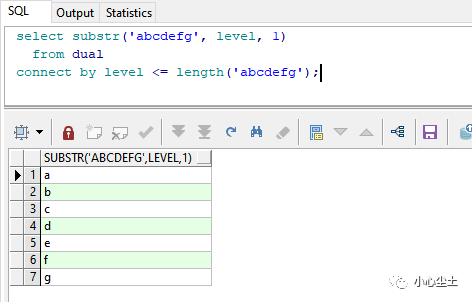 SQL Output Statistics
select substr('abcdefg', level, 1)
from dual
connect by level <= length('abcdefg');
SUBSTR('ABCDEFG',LEVEL,1)
1 a
2 b
3 c
4 d
5 e
6 f
7 g
小心尘土